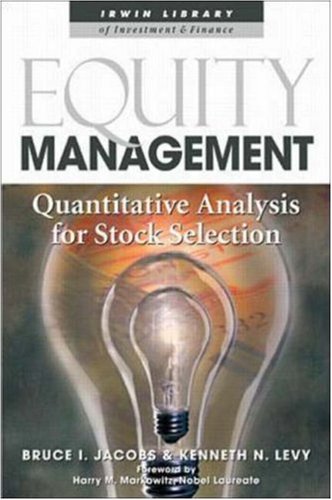 IRWIN LIBRARY
of Investment & Finance
EQUITY
MANAGEMENT
Quantitative Analysis
for Stock Selection
BRUCE I. JACOBS & KENNETH N. LEVY
Foreword by
Harry M. Markowitz, Nobel Laureate